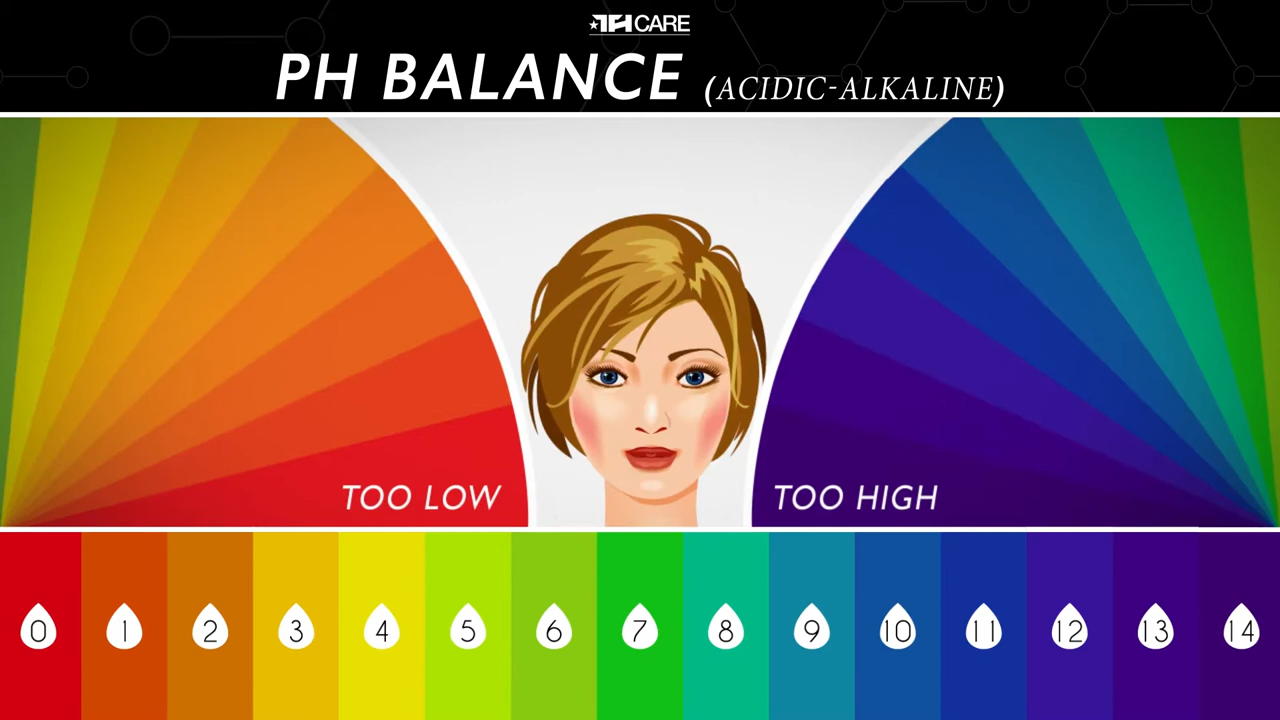 TH CARE
PH BALANCE (ACIDIC-ALKALINE)
TOO LOW
TOO HIGH
0 1 2 3 4 5 6 7 8 9 10 11 12 13 14